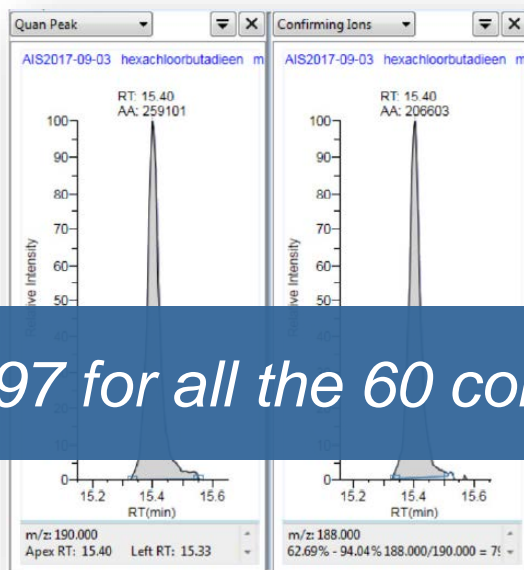 Quan Peak
Confirming Ions
AIS2017-09-03 hexachloorbutadieen m
AIS2017-09-03 hexachloorbutadieen m
RT: 15.40
AA: 259101
RT: 15.40
AA: 206603
100
90
80
70
60
50
100
90
80
70
60
50
97 for all the 60
0
0
15.2 15.4 15.6
RT(min)
15.2 15.4 15.6
RT(min)
m/z: 190.000
Apex RT: 15.40 Left RT: 15.33
m/z: 188.000
62.69% - 94.04% 188.000/190.000 =